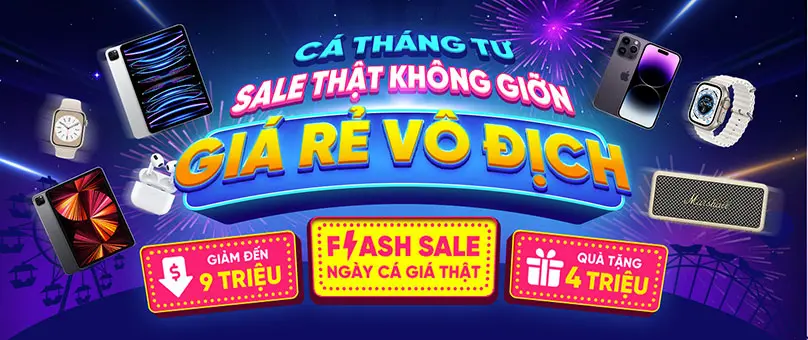 CÁ THÁNG TƯ
SALE THẬT KHÔNG GIỠN
GIÁ RẺ VÔ ĐỊCH
GIẢM ĐẾN
9 TRIỆU
FLASH SALE
NGÀY CÁ GIÁ THẬT
QUÀ TẶNG
4 TRIỆU
Marshall